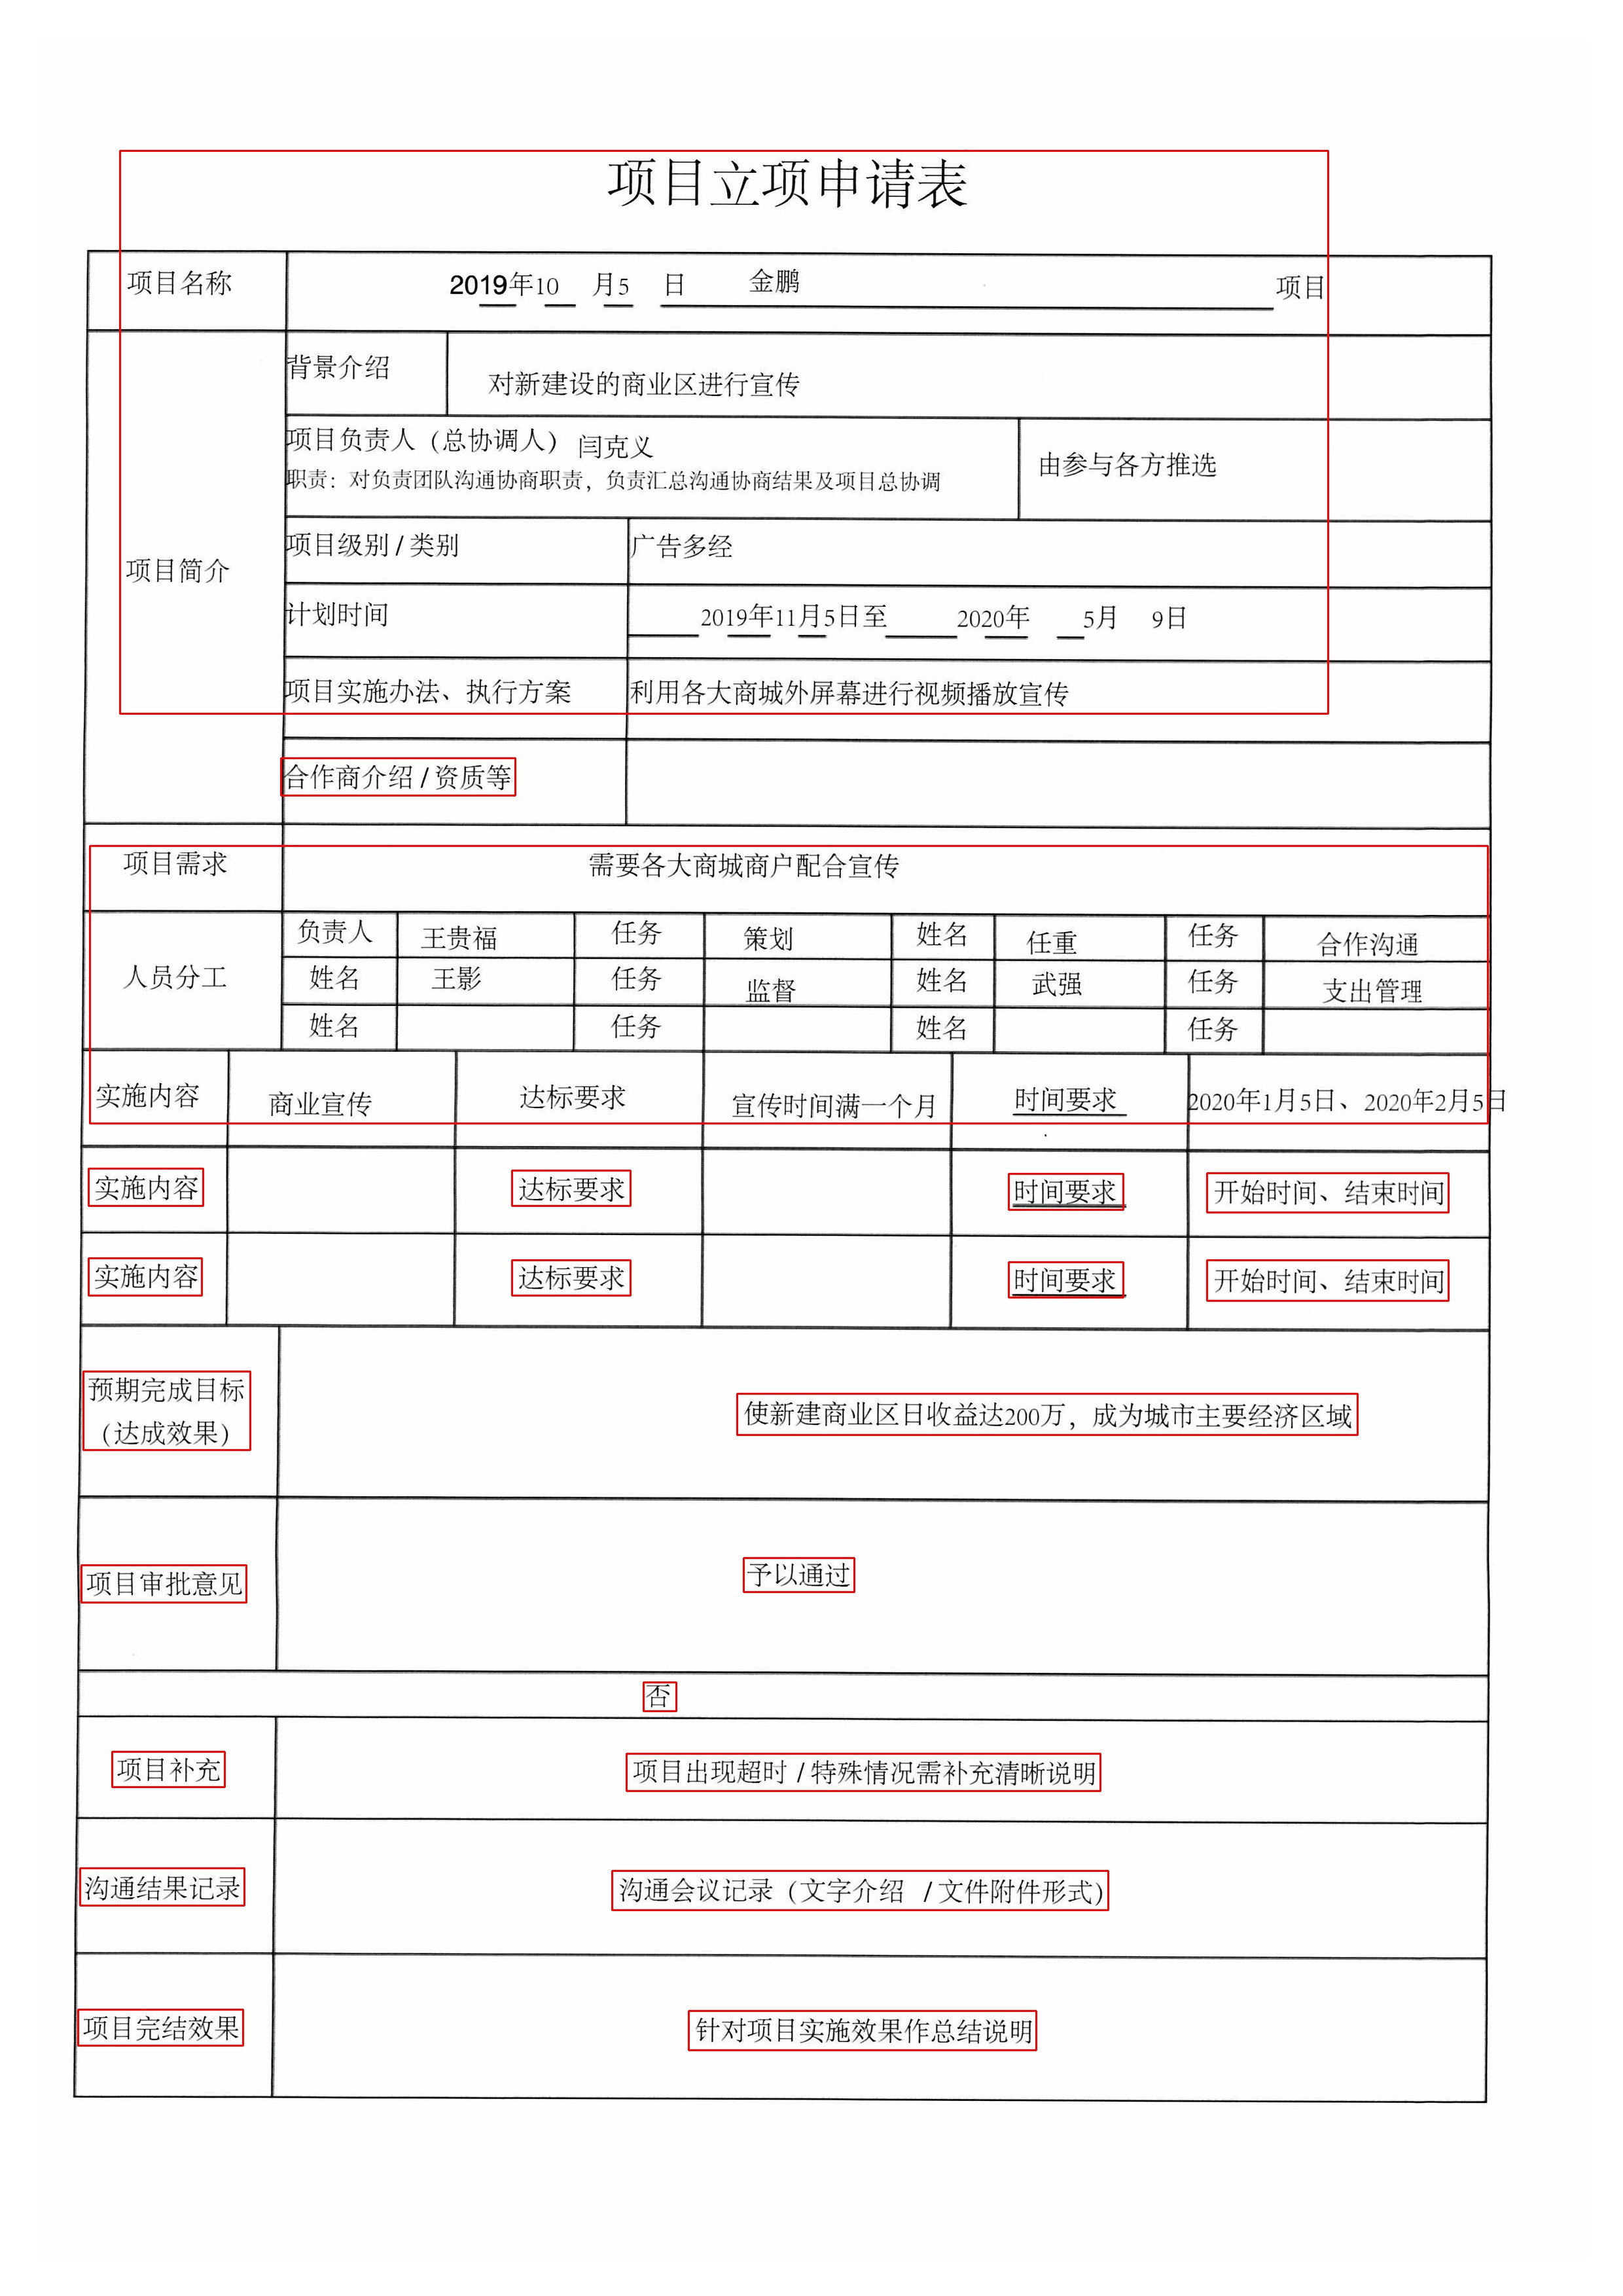 项目立项申请表
项目名称 2019年10 月5 日 金鹏 项目
背景介绍 对新建设的商业区进行宣传
项目负责人（总协调人） 闫克义
职责：对负责团队沟通协商职责，负责汇总沟通协商结果及项目总协调
由参与各方推选
项目简介
项目级别 / 类别 广告多经
计划时间 2019年11月5日至 2020年 5月 9日
项目实施办法、执行方案 利用各大商城外屏幕进行视频播放宣传
合作商介绍 / 资质等
项目需求 需要各大商城商户配合宣传
人员分工
负责人 王贵福 任务 策划 姓名 任重 任务 合作沟通
姓名 王影 任务 监督 姓名 武强 任务 支出管理
姓名 任务 姓名 任务
实施内容 商业宣传 达标要求 宣传时间满一个月 时间要求 2020年1月5日、2020年2月5日
实施内容 达标要求 时间要求 开始时间、结束时间
实施内容 达标要求 时间要求 开始时间、结束时间
预期完成目标
（达成效果）
使新建商业区日收益达200万，成为城市主要经济区域
项目审批意见 予以通过
否
项目补充 项目出现超时 / 特殊情况需补充清晰说明
沟通结果记录 沟通会议记录（文字介绍 / 文件附件形式)
项目完结效果 针对项目实施效果作总结说明